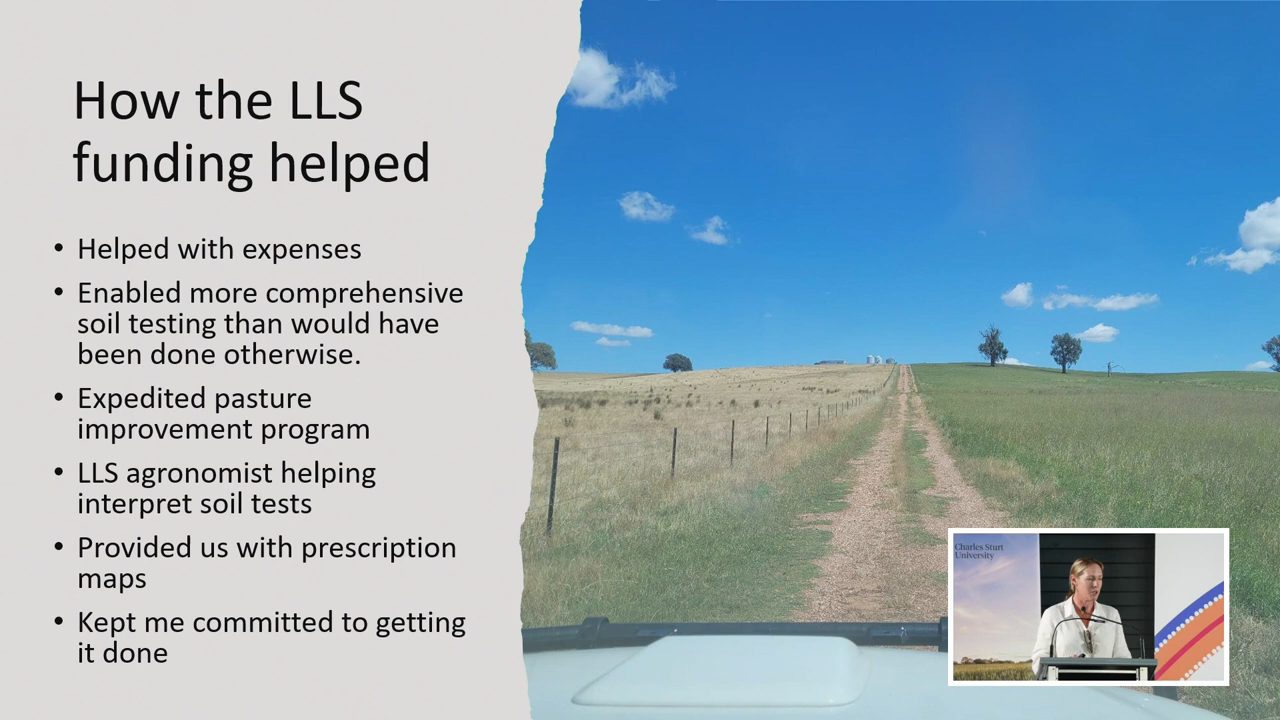 How the LLS
funding helped
• Helped with expenses
• Enabled more comprehensive
soil testing than would have
been done otherwise.
• Expedited pasture
improvement program
• LLS agronomist helping
interpret soil tests
• Provided us with prescription
maps
• Kept me committed to getting
it done
Charles Sturt
University